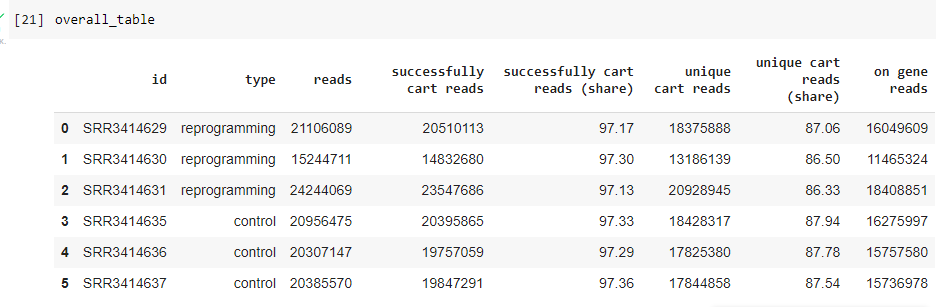 [21] overall_table
id type reads successfully cart reads successfully cart reads (share) unique cart reads unique cart reads (share) on gene reads
0 SRR3414629 reprogramming 21106089 20510113 97.17 18375888 87.06 16049609
1 SRR3414630 reprogramming 15244711 14832680 97.30 13186139 86.50 11465324
2 SRR3414631 reprogramming 24244069 23547686 97.13 20928945 86.33 18408851
3 SRR3414635 control 20956475 20395865 97.33 18428317 87.94 16275997
4 SRR3414636 control 20307147 19757059 97.29 17825380 87.78 15757580
5 SRR3414637 control 20385570 19847291 97.36 17844858 87.54 15736978